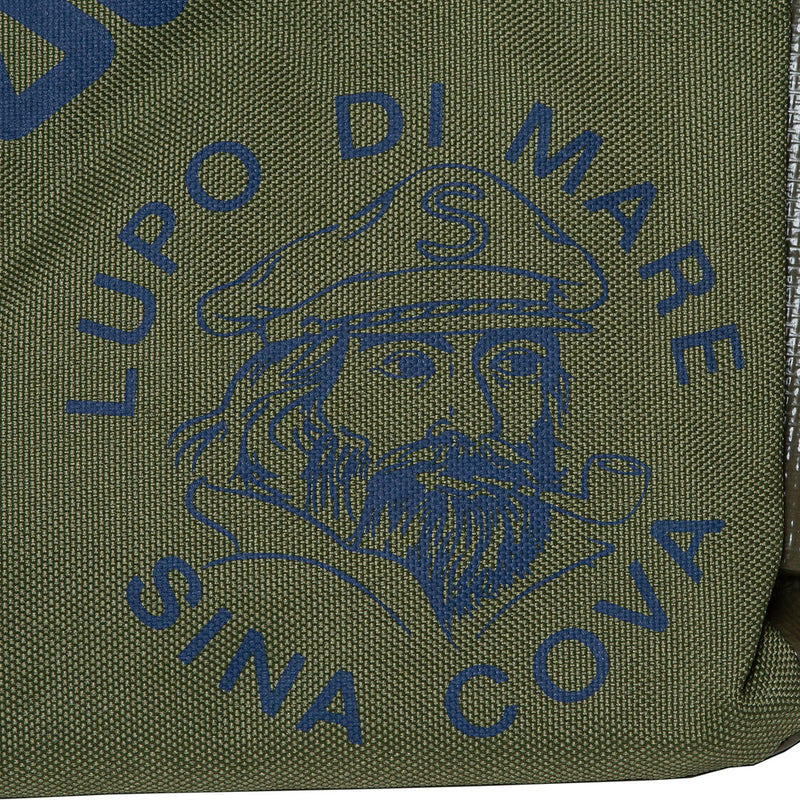 LUPO DI MARE
S
SINA COVA